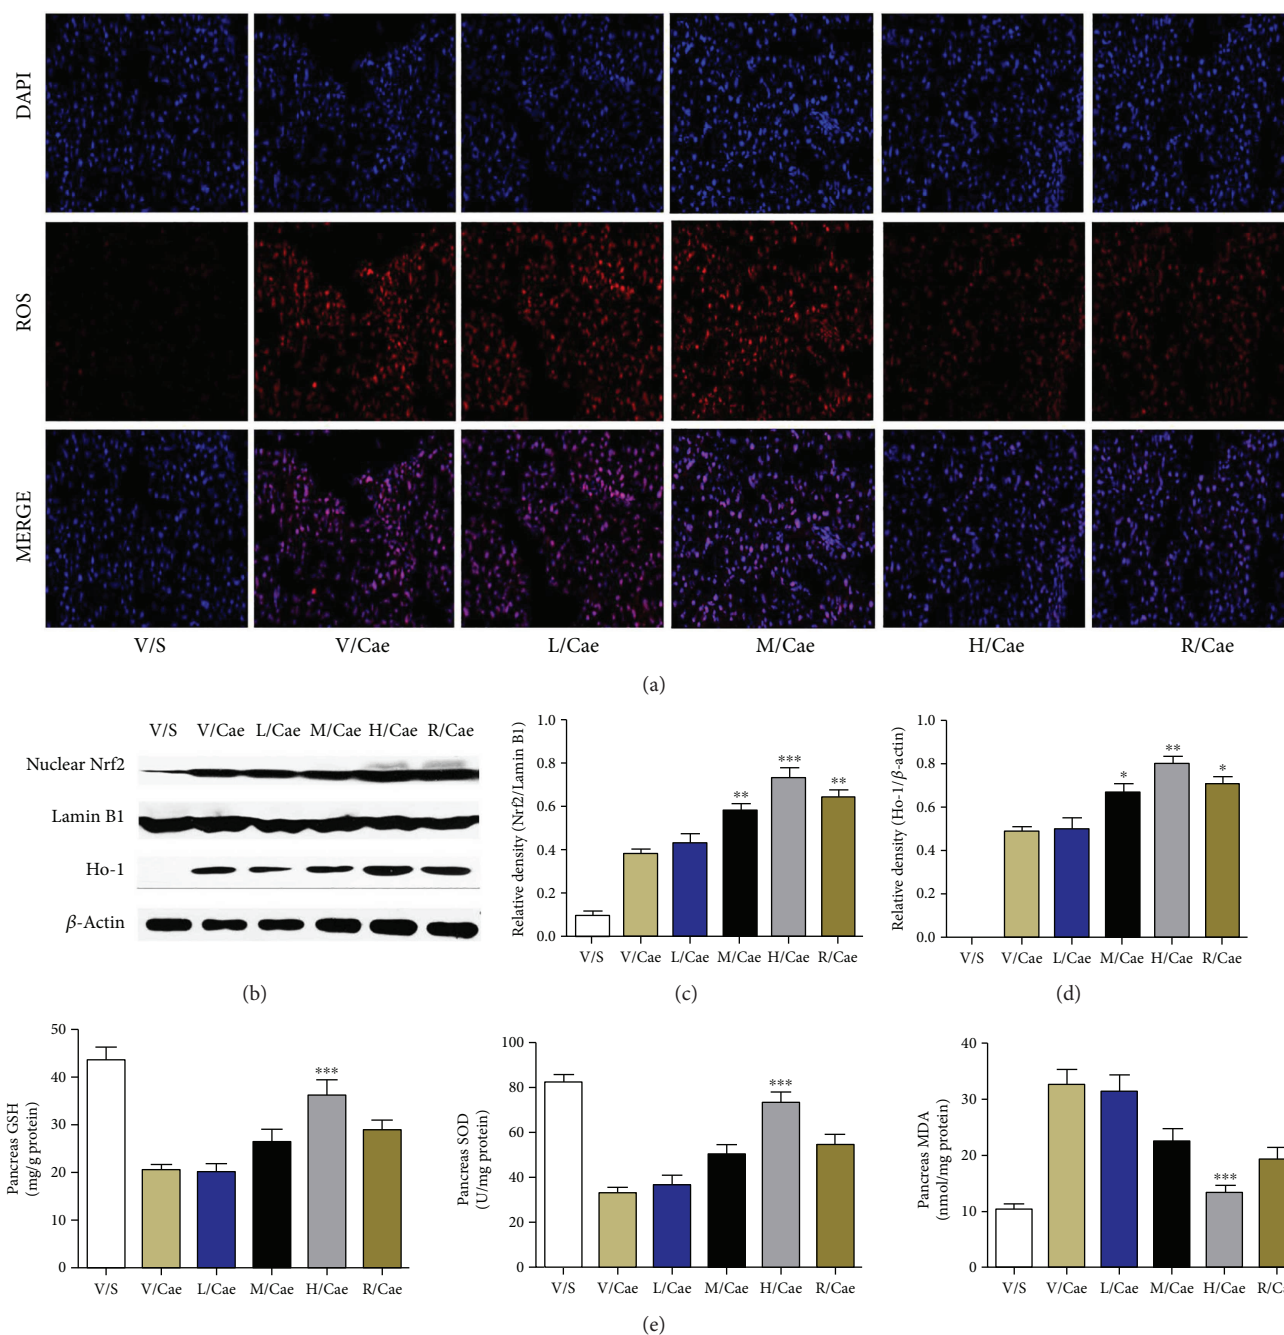 DAPI
ROS
MERGE
V/S V/Cae L/Cae M/Cae H/Cae R/Cae
(a)
V/S V/Cae L/Cae M/Cae H/Cae R/Cae
Nuclear Nrf2
Lamin B1
Ho-1
β-Actin
(b)
Relative density (Nrf2/Lamin B1)
1.0
0.8
0.6
0.4
0.2
0.0
** *** **
V/S V/Cae L/Cae M/Cae H/Cae R/Cae
(c)
Relative density (Ho-1/β-actin)
1.0
0.8
0.6
0.4
0.2
0.0
* ** *
V/S V/Cae L/Cae M/Cae H/Cae R/Cae
(d)
Pancreas GSH
(mg/g protein)
50
40
30
20
10
0
***
V/S V/Cae L/Cae M/Cae H/Cae R/Cae
Pancreas SOD
(U/mg protein)
100
80
60
40
20
0
***
V/S V/Cae L/Cae M/Cae H/Cae R/Cae
Pancreas MDA
(nmol/mg protein)
40
30
20
10
0
***
V/S V/Cae L/Cae M/Cae H/Cae R/Cae
(e)